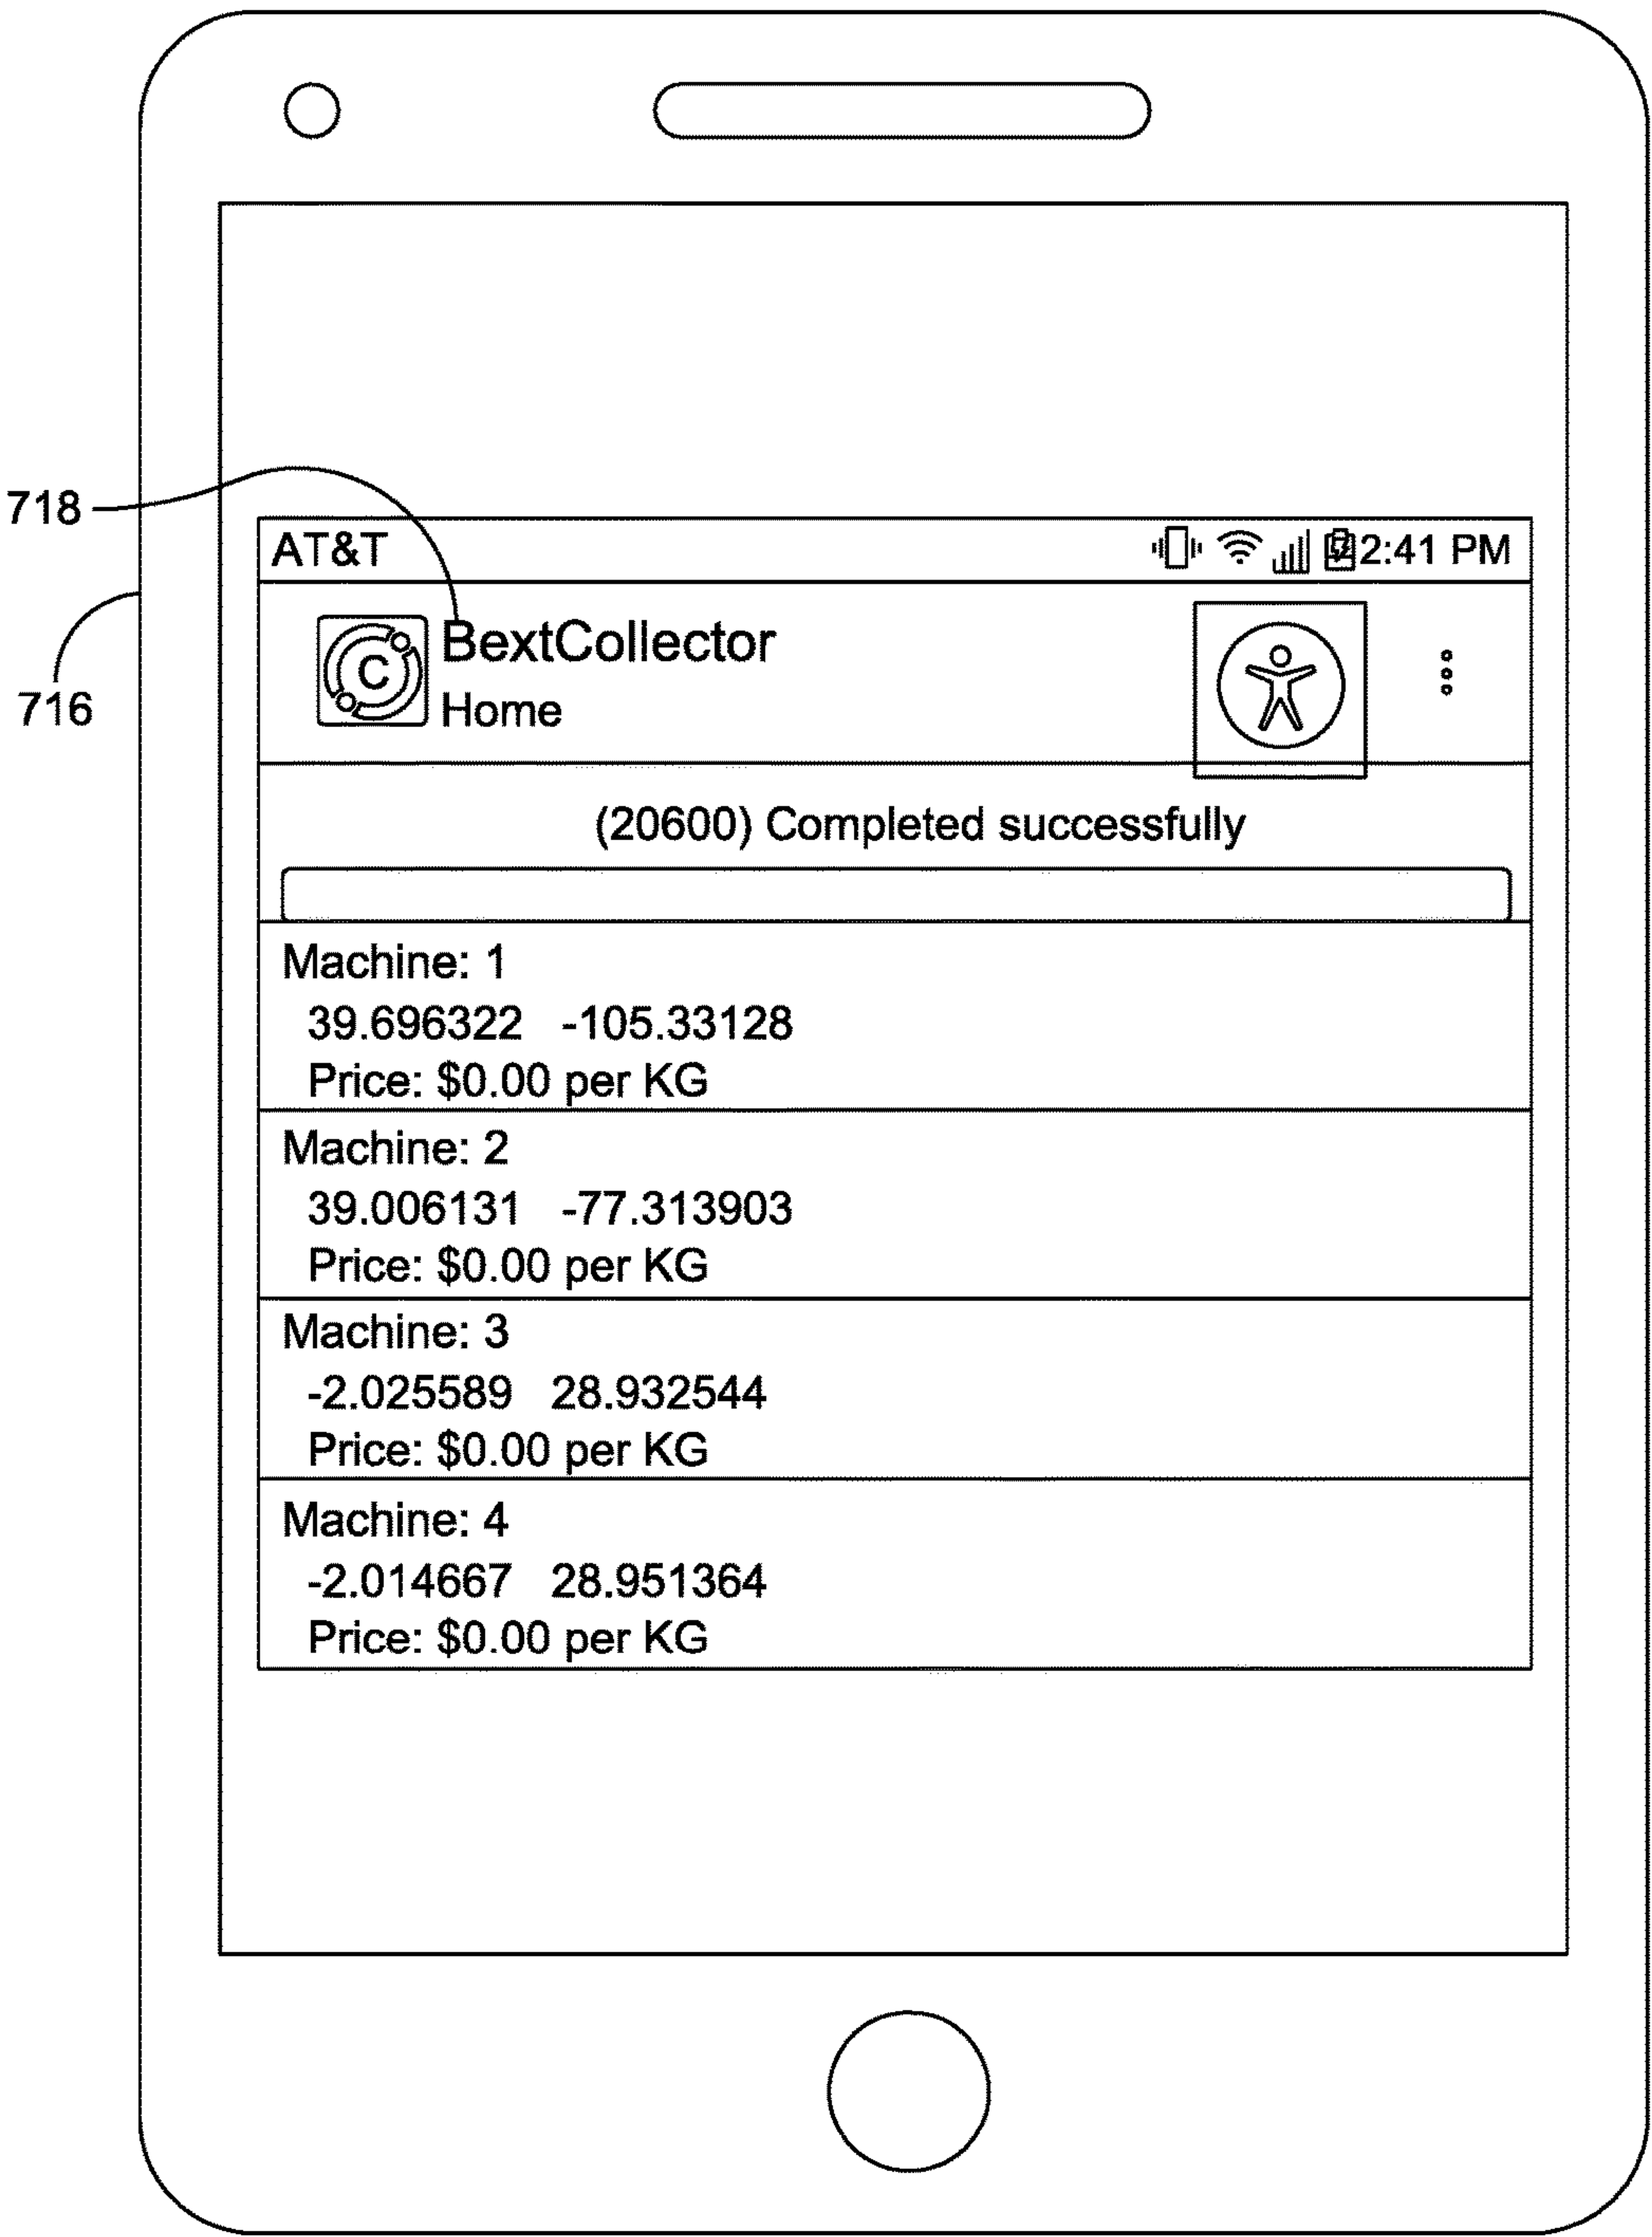 718
716
AT&T 2:41 PM
C
BextCollector
Home
(20600) Completed successfully
Machine: 1
39.696322 -105.33128
Price: $0.00 per KG
Machine: 2
39.006131 -77.313903
Price: $0.00 per KG
Machine: 3
-2.025589 28.932544
Price: $0.00 per KG
Machine: 4
-2.014667 28.951364
Price: $0.00 per KG